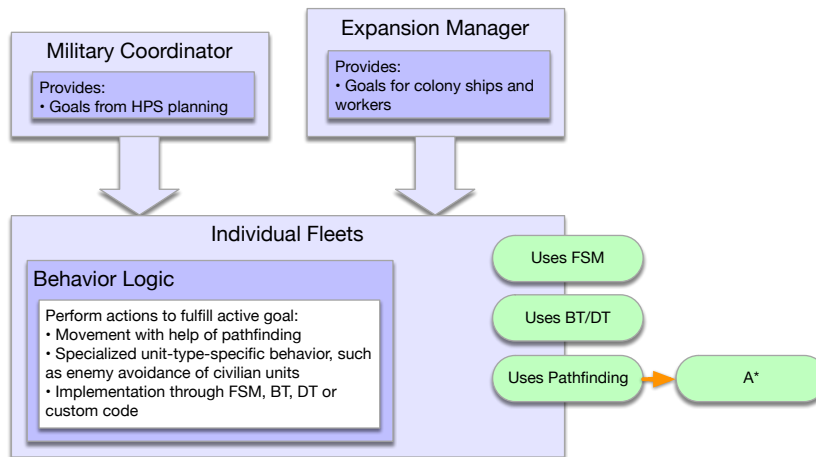 Military Coordinator
Provides:
• Goals from HPS planning
Expansion Manager
Provides:
• Goals for colony ships and
workers
Individual Fleets
Behavior Logic
Perform actions to fulfill active goal:
• Movement with help of pathfinding
• Specialized unit-type-specific behavior, such
as enemy avoidance of civilian units
• Implementation through FSM, BT, DT or
custom code
Uses FSM
Uses BT/DT
Uses Pathfinding
A*